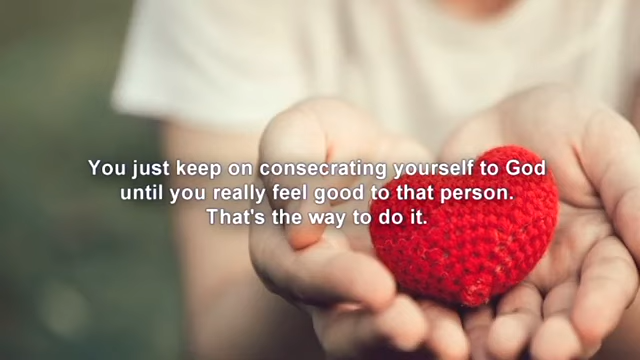 You just keep on consecrating yourself to God
until you really feel good to that person.
That's the way to do it.